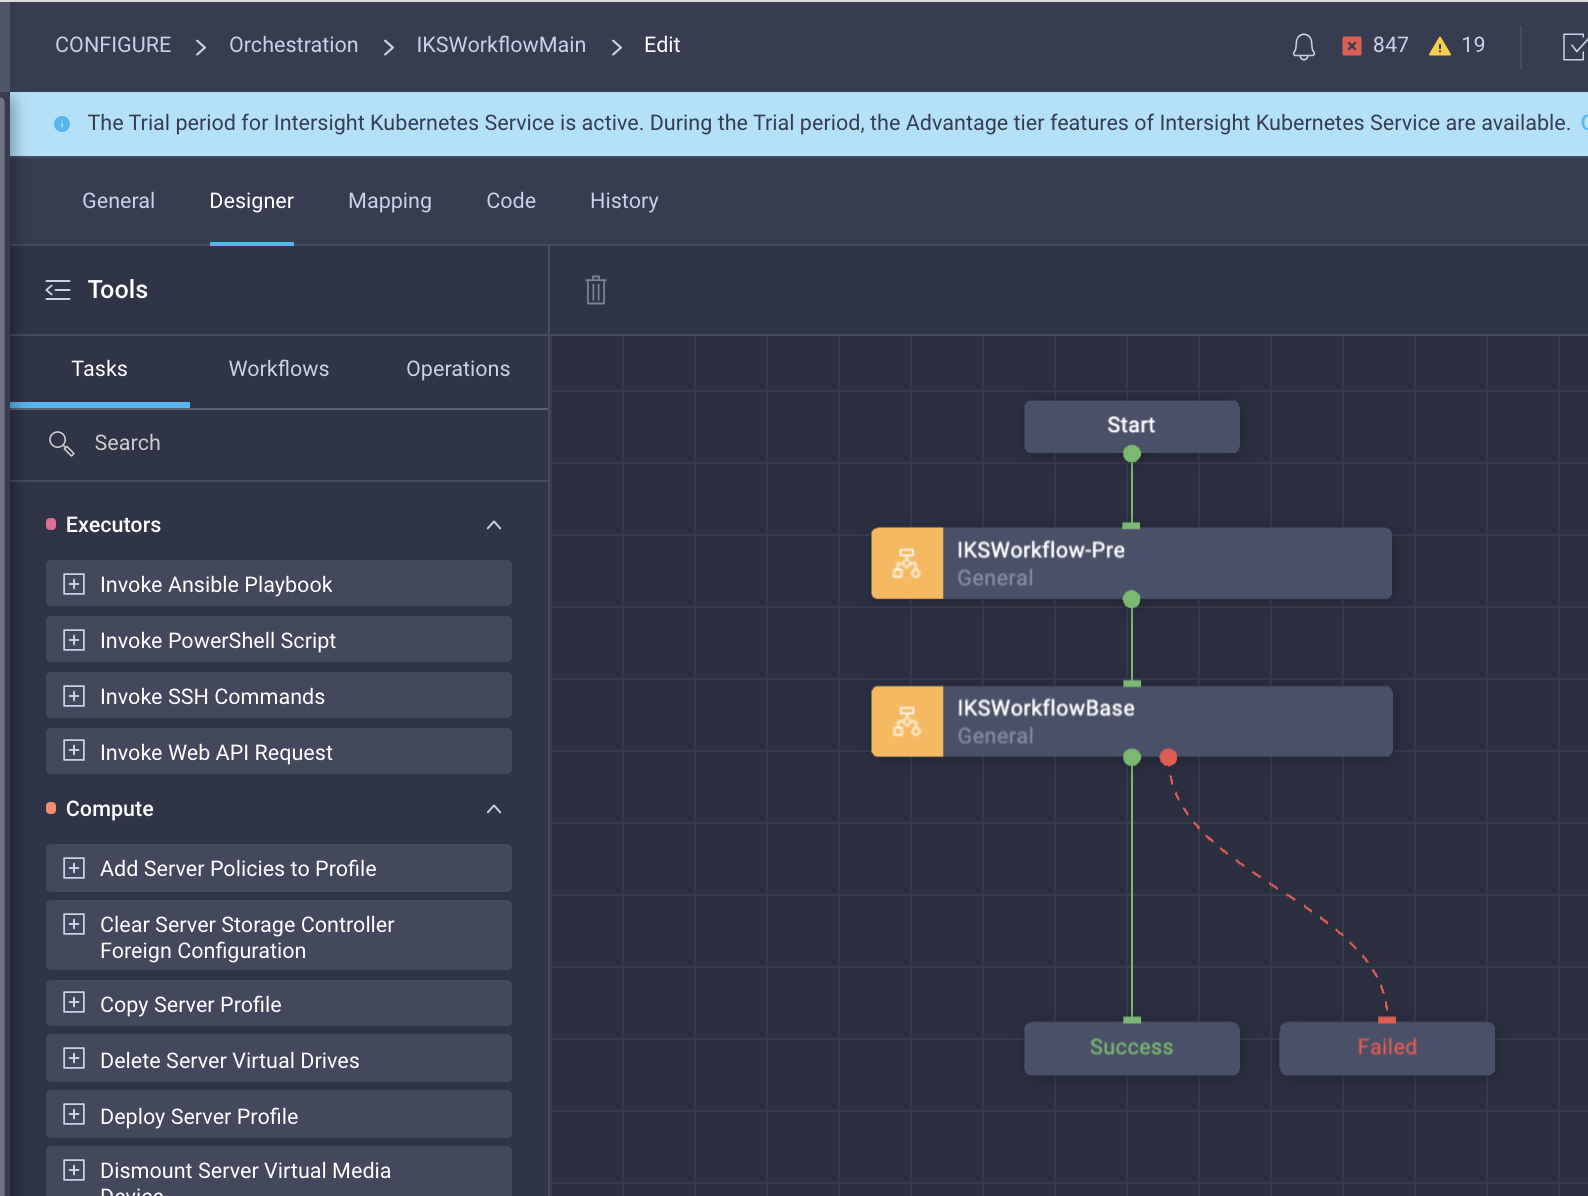 CONFIGURE > Orchestration > IKSWorkflowMain > Edit
847 19
The Trial period for Intersight Kubernetes Service is active. During the Trial period, the Advantage tier features of Intersight Kubernetes Service are available.
General Designer Mapping Code History
Tools
Tasks Workflows Operations
Search
Executors
Invoke Ansible Playbook
Invoke PowerShell Script
Invoke SSH Commands
Invoke Web API Request
Compute
Add Server Policies to Profile
Clear Server Storage Controller
Foreign Configuration
Copy Server Profile
Delete Server Virtual Drives
Deploy Server Profile
Dismount Server Virtual Media
Device
Start
IKSWorkflow-Pre
General
IKSWorkflowBase
General
Success
Failed